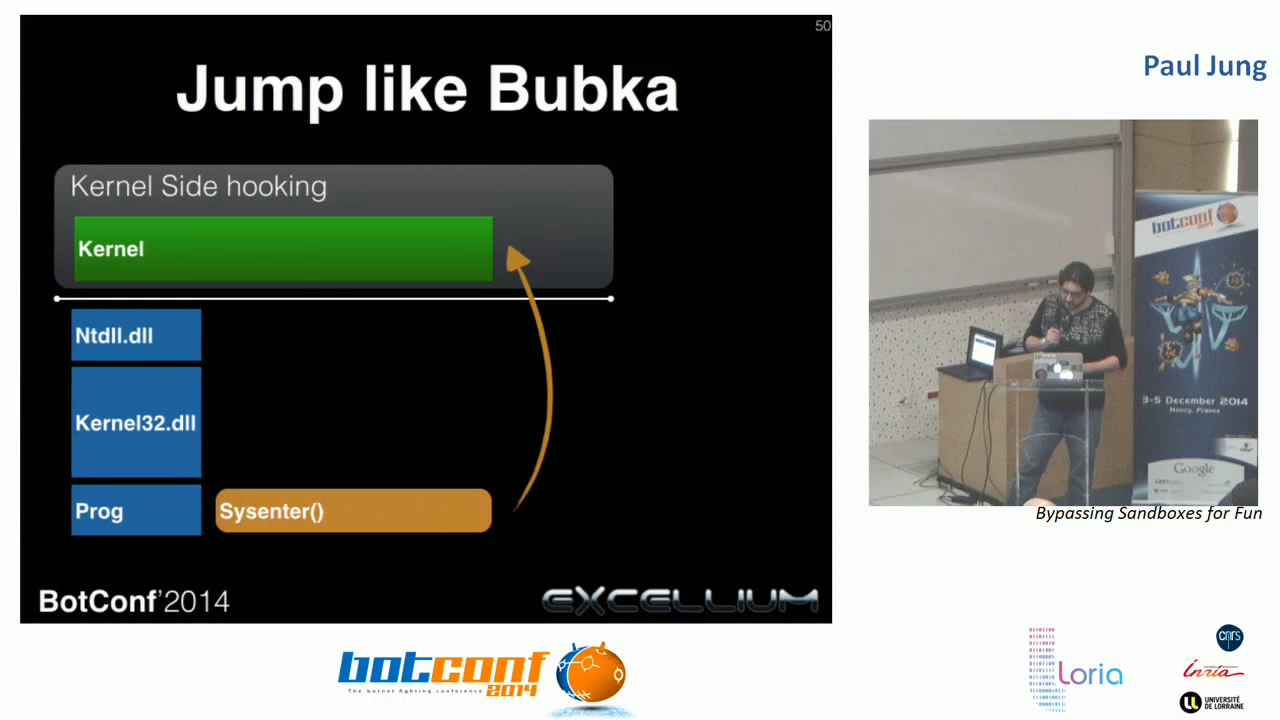 50
Jump like Bubka
Kernel Side hooking
Kernel
Ntdll.dll
Kernel32.dll
Prog
Sysenter()
BotConf'2014
EXCELLIUM
Paul Jung
botconf
2014
3-5 December 2014
Nancy, France
Google
Bypassing Sandboxes for Fun
botconf
The botnet fighting conference 2014
Loria
cnrs
Inria
UNIVERSITÉ
DE LORRAINE